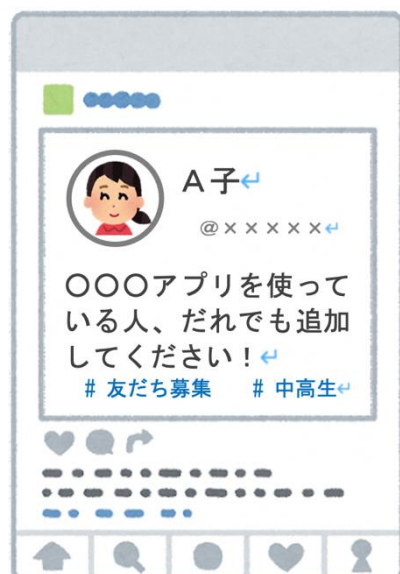 A子↵
@×××××↵
〇〇〇アプリを使って
いる人、だれでも追加
してください！↵
# 友だち募集 # 中高生↵